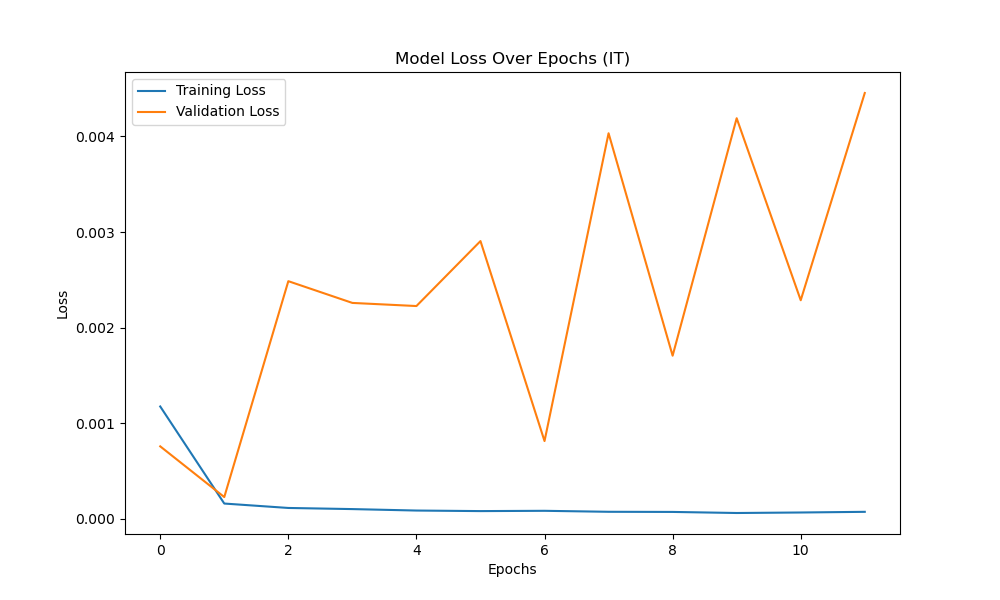 Model Loss Over Epochs (IT)
Training Loss
Validation Loss
0.004
0.003
0.002
0.001
0.000
Loss
0 2 4 6 8 10
Epochs